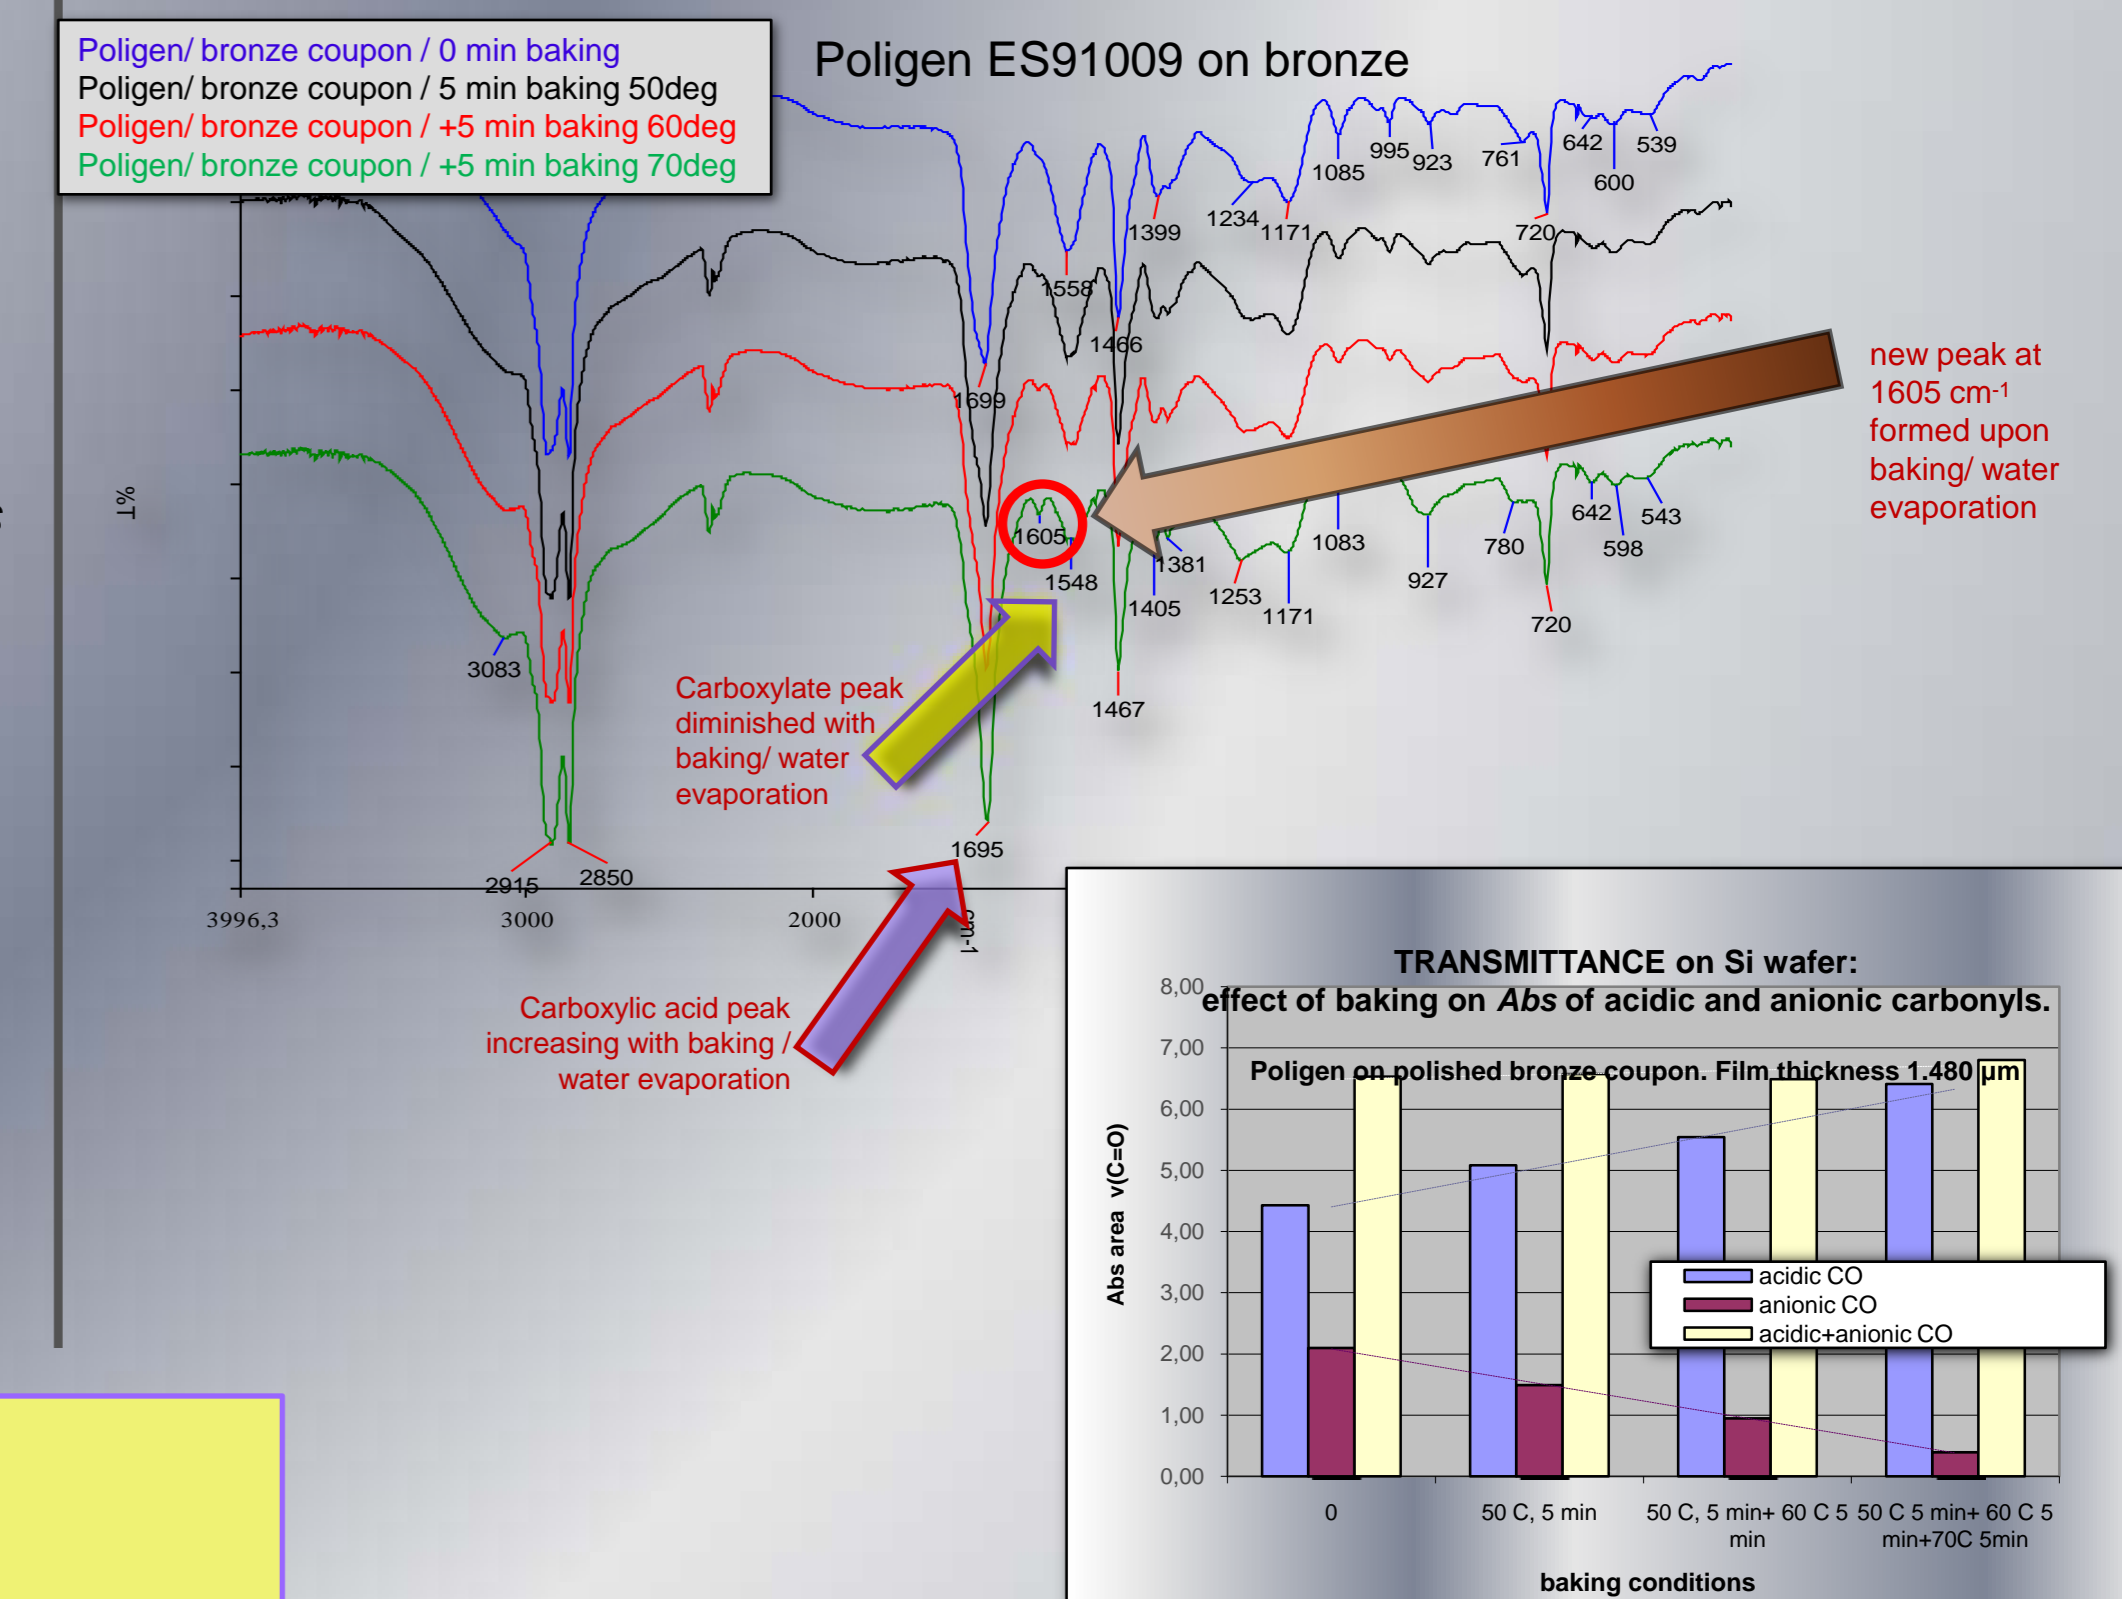 Poligen/ bronze coupon / 0 min baking
Poligen/ bronze coupon / 5 min baking 50deg
Poligen/ bronze coupon / +5 min baking 60deg
Poligen/ bronze coupon / +5 min baking 70deg
Poligen ES91009 on bronze
1699
1558
1466
1399
1234
1171
1085
995
923
761
720
642
600
539
new peak at
1605 cm-1
formed upon
baking/ water
evaporation
%T
3083
2915
2850
1695
1605
1548
1467
1405
1381
1253
1171
1083
927
780
720
642
598
543
Carboxylate peak
diminished with
baking/ water
evaporation
3996,3
3000
2000
cm-1
Carboxylic acid peak
increasing with baking /
water evaporation
TRANSMITTANCE on Si wafer:
effect of baking on Abs of acidic and anionic carbonyls.
Poligen on polished bronze coupon. Film thickness 1.480 µm
Abs area v(C=O)
8,00
7,00
6,00
5,00
4,00
3,00
2,00
1,00
0,00
acidic CO
anionic CO
acidic+anionic CO
0
50 C, 5 min
50 C, 5 min+ 60 C 5
min
50 C 5 min+ 60 C 5
min+70C 5min
baking conditions